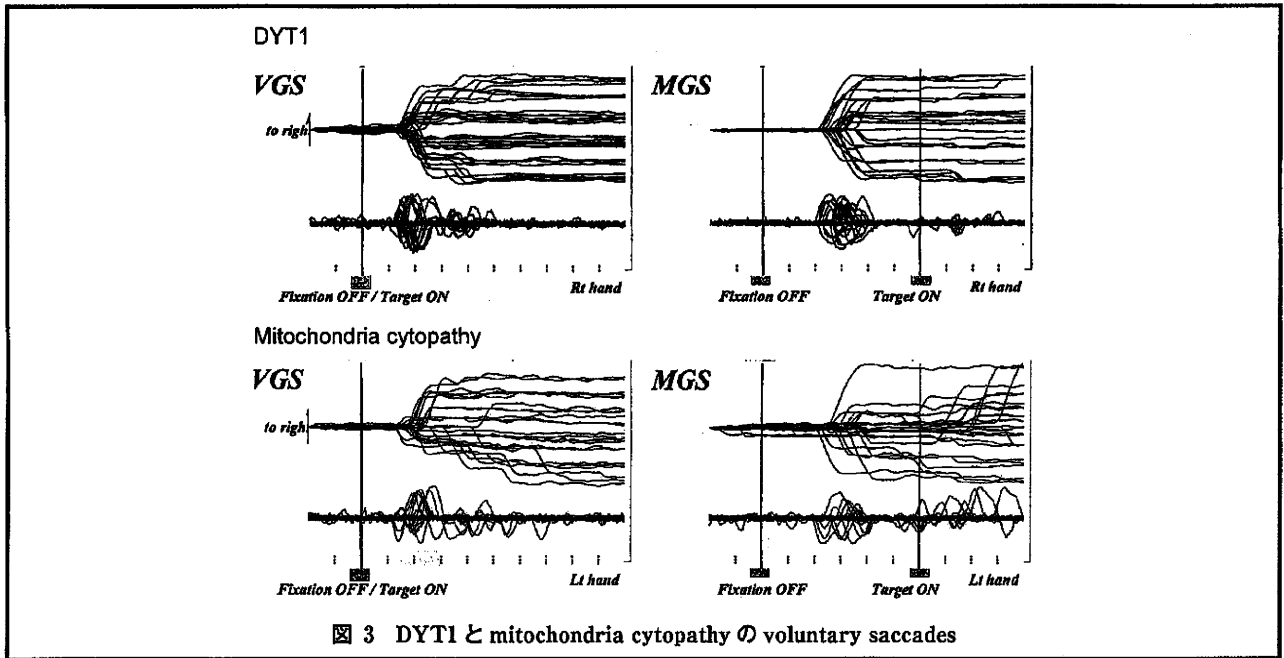 DYT1
VGS
MGS
to righ
Fixation OFF / Target ON
Rt hand
Fixation OFF
Target ON
Rt hand
Mitochondria cytopathy
VGS
MGS
to righ
Fixation OFF / Target ON
Lt hand
Fixation OFF
Target ON
Lt hand
図 3 DYT1 と mitochondria cytopathy の voluntary saccades